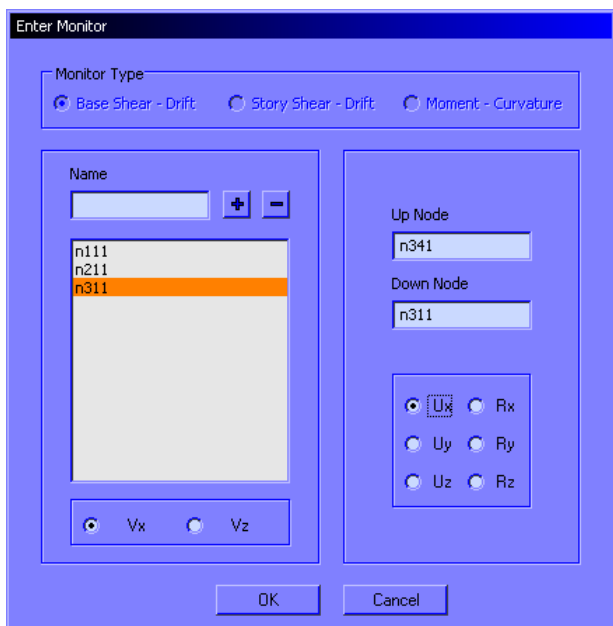 Enter Monitor
Monitor Type
Base Shear - Drift Story Shear - Drift Moment - Curvature
Name
+ −
n111
n211
n311
Vx Vz
Up Node
n341
Down Node
n311
Ux Rx
Uy Ry
Uz Rz
OK Cancel